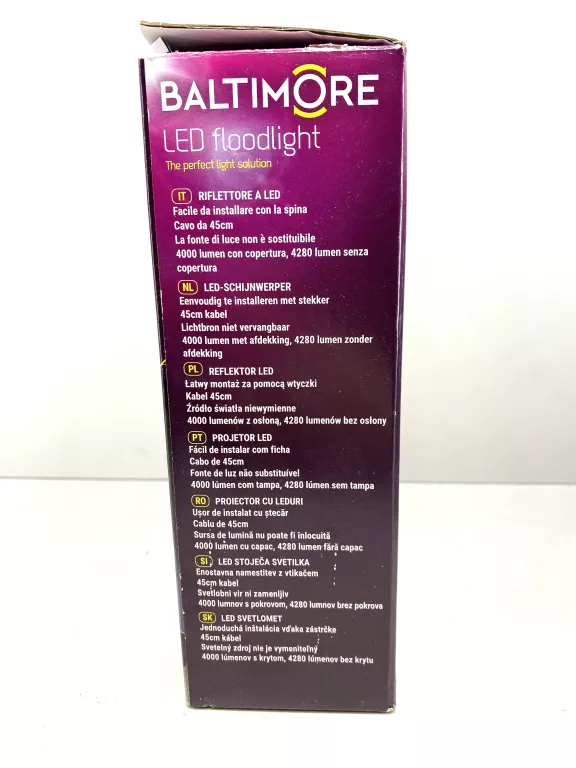 BALTIMORE
LED floodlight
The perfect light solution
IT RIFLETTORE A LED
Facile da installare con la spina
Cavo da 45cm
La fonte di luce non è sostituibile
4000 lumen con copertura, 4280 lumen senza
copertura
NL LED-SCHIJNWERPER
Eenvoudig te installeren met stekker
45cm kabel
Lichtbron niet vervangbaar
4000 lumen met afdekking, 4280 lumen zonder
afdekking
PL REFLEKTOR LED
Łatwy montaż za pomocą wtyczki
Kabel 45cm
Źródło światła niewymienne
4000 lumenów z osłoną, 4280 lumenów bez osłony
PT PROJETOR LED
Fácil de instalar com ficha
Cabo de 45cm
Fonte de luz não substituível
4000 lúmen com tampa, 4280 lúmen sem tampa
RO PROIECTOR CU LEDURI
Ușor de instalat cu ștecăr
Cablu de 45cm
Sursa de lumină nu poate fi înlocuită
4000 lumen cu capac, 4280 lumen fără capac
SI LED STOJEČA SVETILKA
Enostavna namestitev z vtikačem
45cm kabel
Svetlobni vir ni zamenljiv
4000 lumnov s pokrovom, 4280 lumnov brez pokrova
SK LED SVETLOMET
Jednoduchá inštalácia vďaka zástrčke
45cm kábel
Svetelný zdroj nie je vymeniteľný
4000 lúmenov s krytom, 4280 lúmenov bez krytu